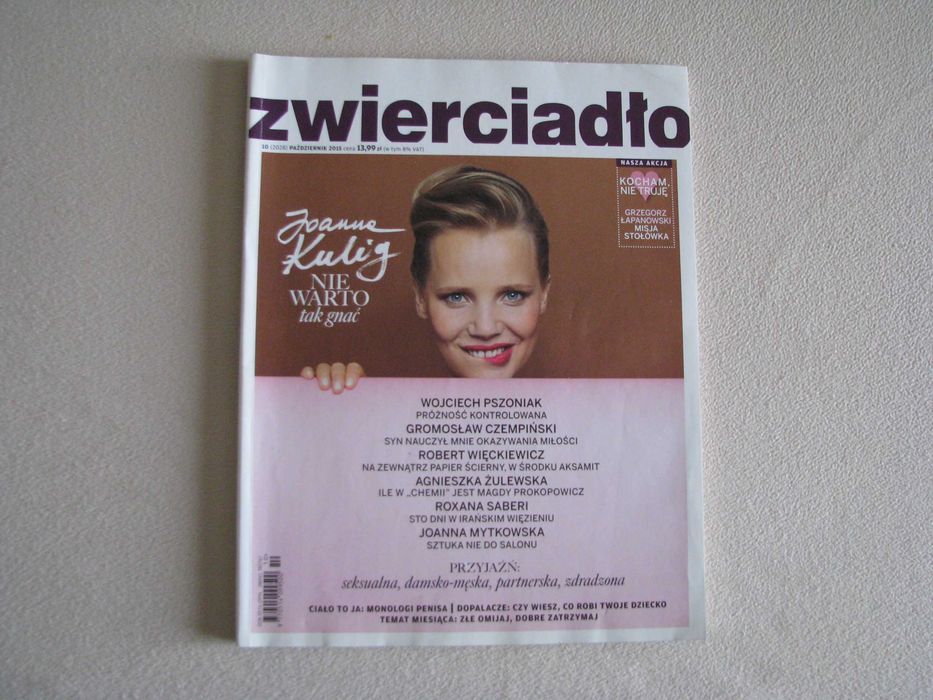 zwierciadło
10 (2028) PAŹDZIERNIK 2015 cena 13,99 zł (w tym 8% VAT)
NASZA AKCJA
KOCHAM,
NIE TRUJĘ
GRZEGORZ
ŁAPANOWSKI
MISJA
STOŁÓWKA
Joanna
Kulig
NIE
WARTO
tak gnać
WOJCIECH PSZONIAK
PRÓŻNOŚĆ KONTROLOWANA
GROMOSŁAW CZEMPIŃSKI
SYN NAUCZYŁ MNIE OKAZYWANIA MIŁOŚCI
ROBERT WIĘCKIEWICZ
NA ZEWNĄTRZ PAPIER ŚCIERNY, W ŚRODKU AKSAMIT
AGNIESZKA ŻULEWSKA
ILE W „CHEMII" JEST MAGDY PROKOPOWICZ
ROXANA SABERI
STO DNI W IRAŃSKIM WIĘZIENIU
JOANNA MYTKOWSKA
SZTUKA NIE DO SALONU
PRZYJAŹŃ:
seksualna, damsko-męska, partnerska, zdradzona
CIAŁO TO JA: MONOLOGI PENISA | DOPALACZE: CZY WIESZ, CO ROBI TWOJE DZIECKO
TEMAT MIESIĄCA: ZŁE OMIJAJ, DOBRE ZATRZYMAJ